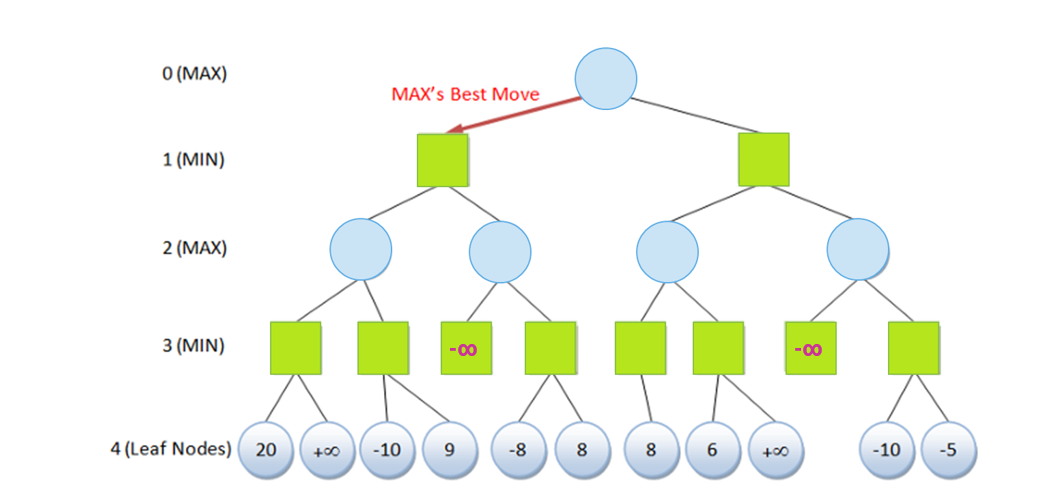 0 (MAX)
MAX's Best Move
1 (MIN)
2 (MAX)
3 (MIN) -∞ -∞
4 (Leaf Nodes) 20 +∞ -10 9 -8 8 8 6 +∞ -10 -5